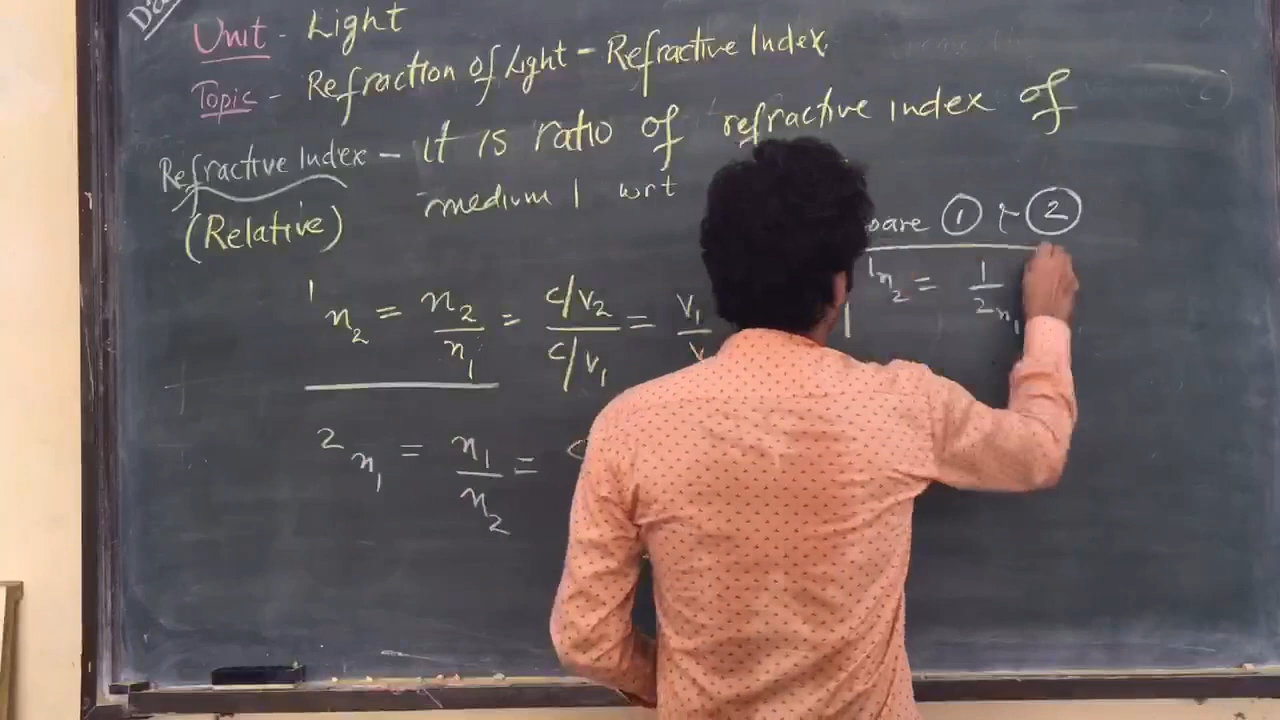 Unit - Light
Topic - Refraction of Light - Refractive Index.
Refractive Index - it is ratio of refractive index of
(Relative) medium 1 wrt
¹n₂ = n₂/n₁ = c/v₂ / c/v₁ = v₁/v
²n₁ = n₁/n₂ =
① & ②
¹n₂ = 1/²n₁